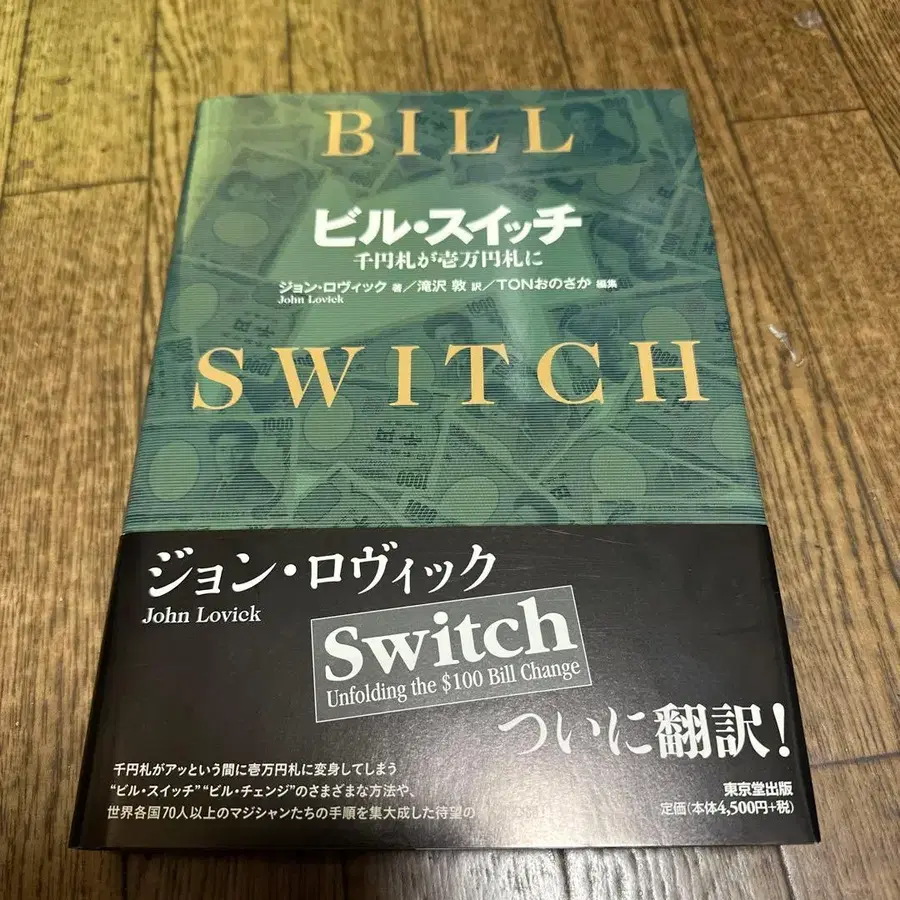 BILL
ビル・スイッチ
千円札が壱万円札に
ジョン・ロヴィック 著／滝沢 敦 訳／TONおのさか 編集
John Lovick
SWITCH
ジョン・ロヴィック
John Lovick
Switch
Unfolding the $100 Bill Change
ついに翻訳!
千円札がアッという間に壱万円札に変身してしまう
“ビル・スイッチ”“ビル・チェンジ”のさまざまな方法や、
世界各国70人以上のマジシャンたちの手順を集大成した待望の
東京堂出版
定価(本体4,500円+税)